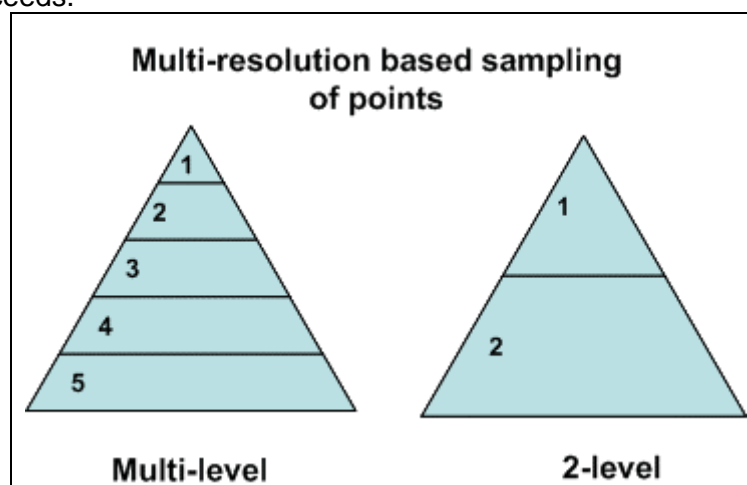 Multi-resolution based sampling
of points
1
2
3
4
5
1
2
Multi-level
2-level